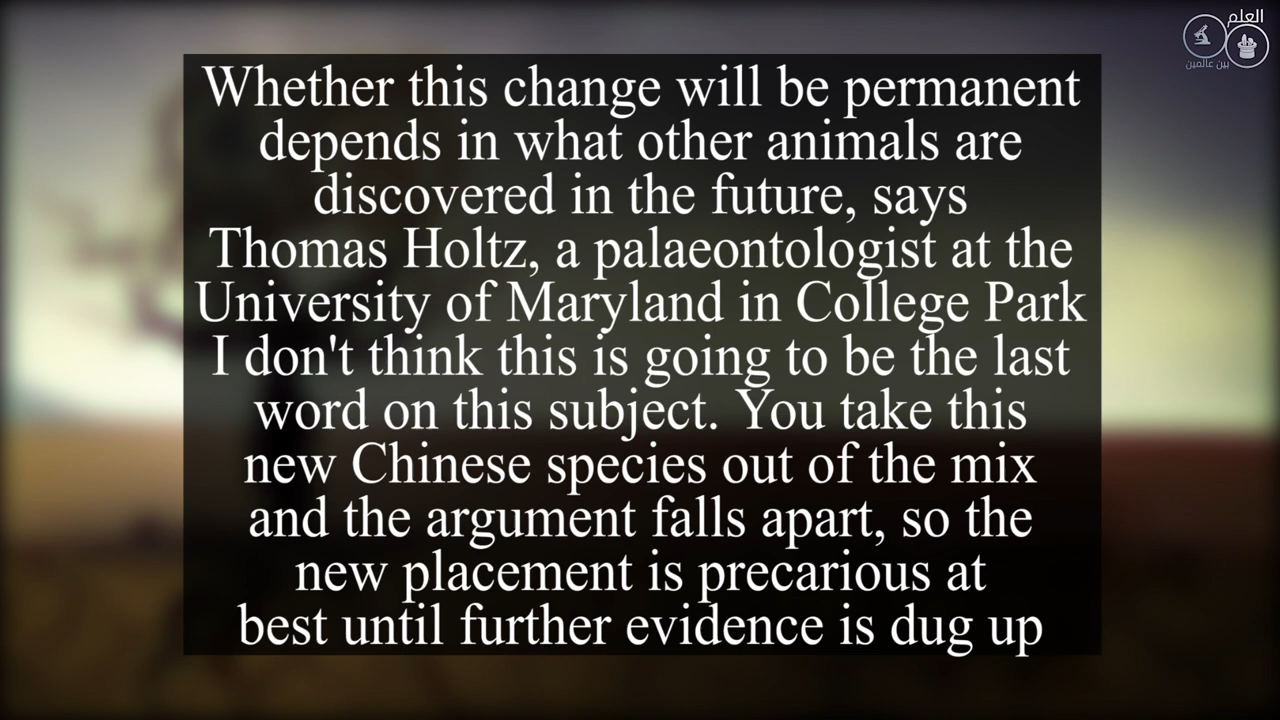 العلم
بين عالمين
Whether this change will be permanent
depends in what other animals are
discovered in the future, says
Thomas Holtz, a palaeontologist at the
University of Maryland in College Park
I don't think this is going to be the last
word on this subject. You take this
new Chinese species out of the mix
and the argument falls apart, so the
new placement is precarious at
best until further evidence is dug up